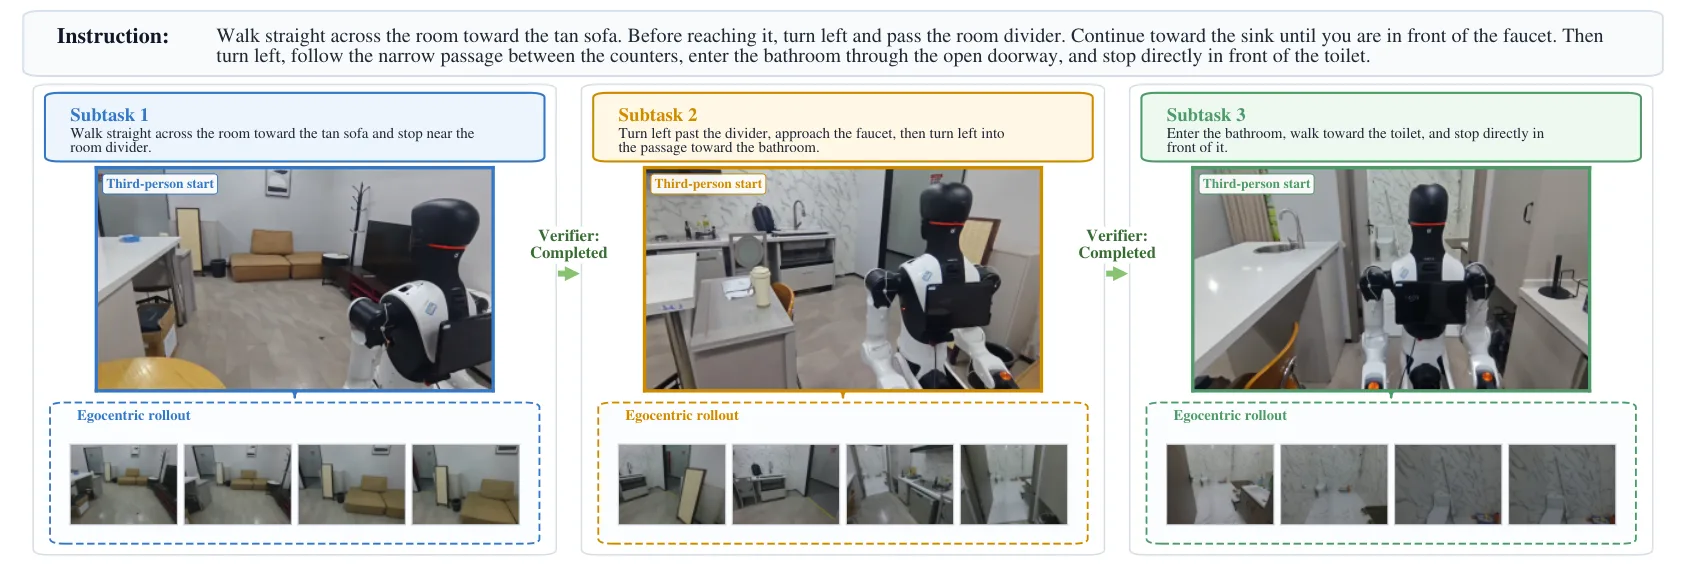 Instruction: Walk straight across the room toward the tan sofa. Before reaching it, turn left and pass the room divider. Continue toward the sink until you are in front of the faucet. Then
turn left, follow the narrow passage between the counters, enter the bathroom through the open doorway, and stop directly in front of the toilet.
Subtask 1
Walk straight across the room toward the tan sofa and stop near the
room divider.
Third-person start
Egocentric rollout
Verifier:
Completed
Subtask 2
Turn left past the divider, approach the faucet, then turn left into
the passage toward the bathroom.
Third-person start
Egocentric rollout
Verifier:
Completed
Subtask 3
Enter the bathroom, walk toward the toilet, and stop directly in
front of it.
Third-person start
Egocentric rollout